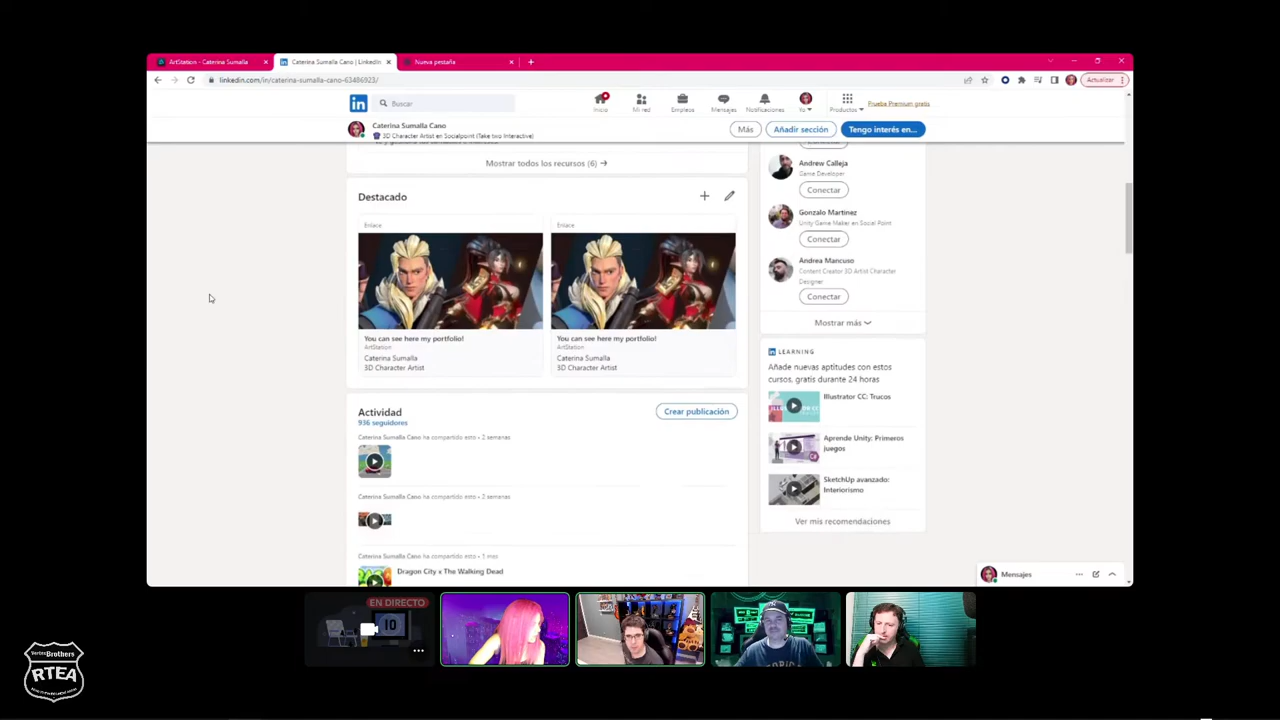 ArtStation - Caterina Sumalla
Caterina Sumalla Cano | LinkedIn
Nueva pestaña
linkedin.com/in/caterina-sumalla-cano-63486923/
Actualizar
Buscar
Inicio
Mi red
Empleos
Mensajes
Notificaciones
Yo
Productos
Prueba Premium gratis
Caterina Sumalla Cano
3D Character Artist en Socialpoint (Take two Interactive)
Más
Añadir sección
Tengo interés en...
Mostrar todos los recursos (6)
Destacado
Enlace
Enlace
You can see here my portfolio!
ArtStation
Caterina Sumalla
3D Character Artist
You can see here my portfolio!
ArtStation
Caterina Sumalla
3D Character Artist
Actividad
936 seguidores
Crear publicación
Caterina Sumalla Cano ha compartido esto • 2 semanas
Caterina Sumalla Cano ha compartido esto • 2 semanas
Caterina Sumalla Cano ha compartido esto • 1 mes
Dragon City x The Walking Dead
Conectar
Andrew Calleja
Game Developer
Conectar
Gonzalo Martinez
Unity Game Maker en Social Point
Conectar
Andrea Mancuso
Content Creator 3D Artist Character
Designer
Conectar
Mostrar más
in LEARNING
Añade nuevas aptitudes con estos
cursos, gratis durante 24 horas
Illustrator CC: Trucos
Aprende Unity: Primeros
juegos
SketchUp avanzado:
Interiorismo
Ver mis recomendaciones
Mensajes
EN DIRECTO
10
VertexBrothers
RTEA